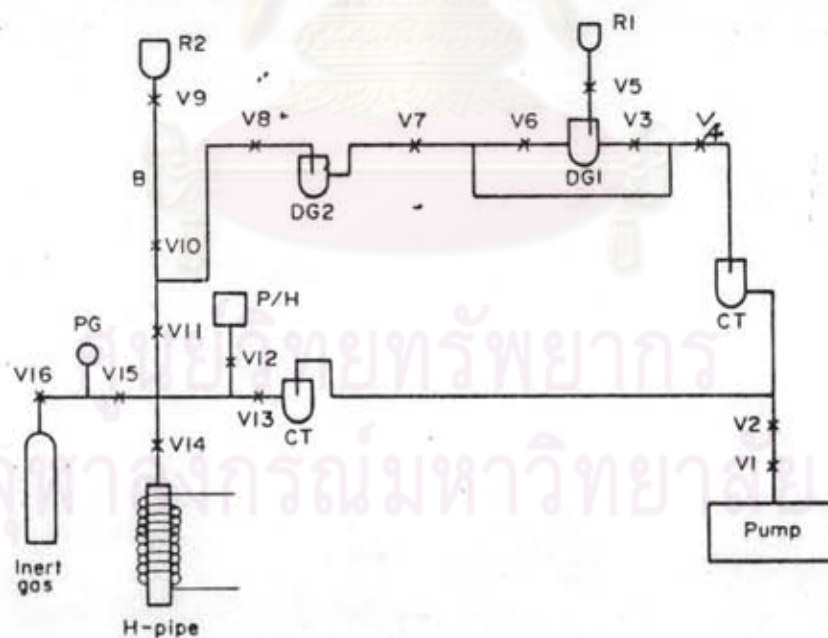 R2
R1
V9
V5
V8
V7
V6
V3
V4
B
DG2
DG1
V10
P/H
CT
PG
V11
V12
V16
V15
V13
CT
V2
V14
V1
Pump
Inert
gas
H-pipe
ศูนย์วิทยทรัพยากร
จุฬาลงกรณ์มหาวิทยาลัย